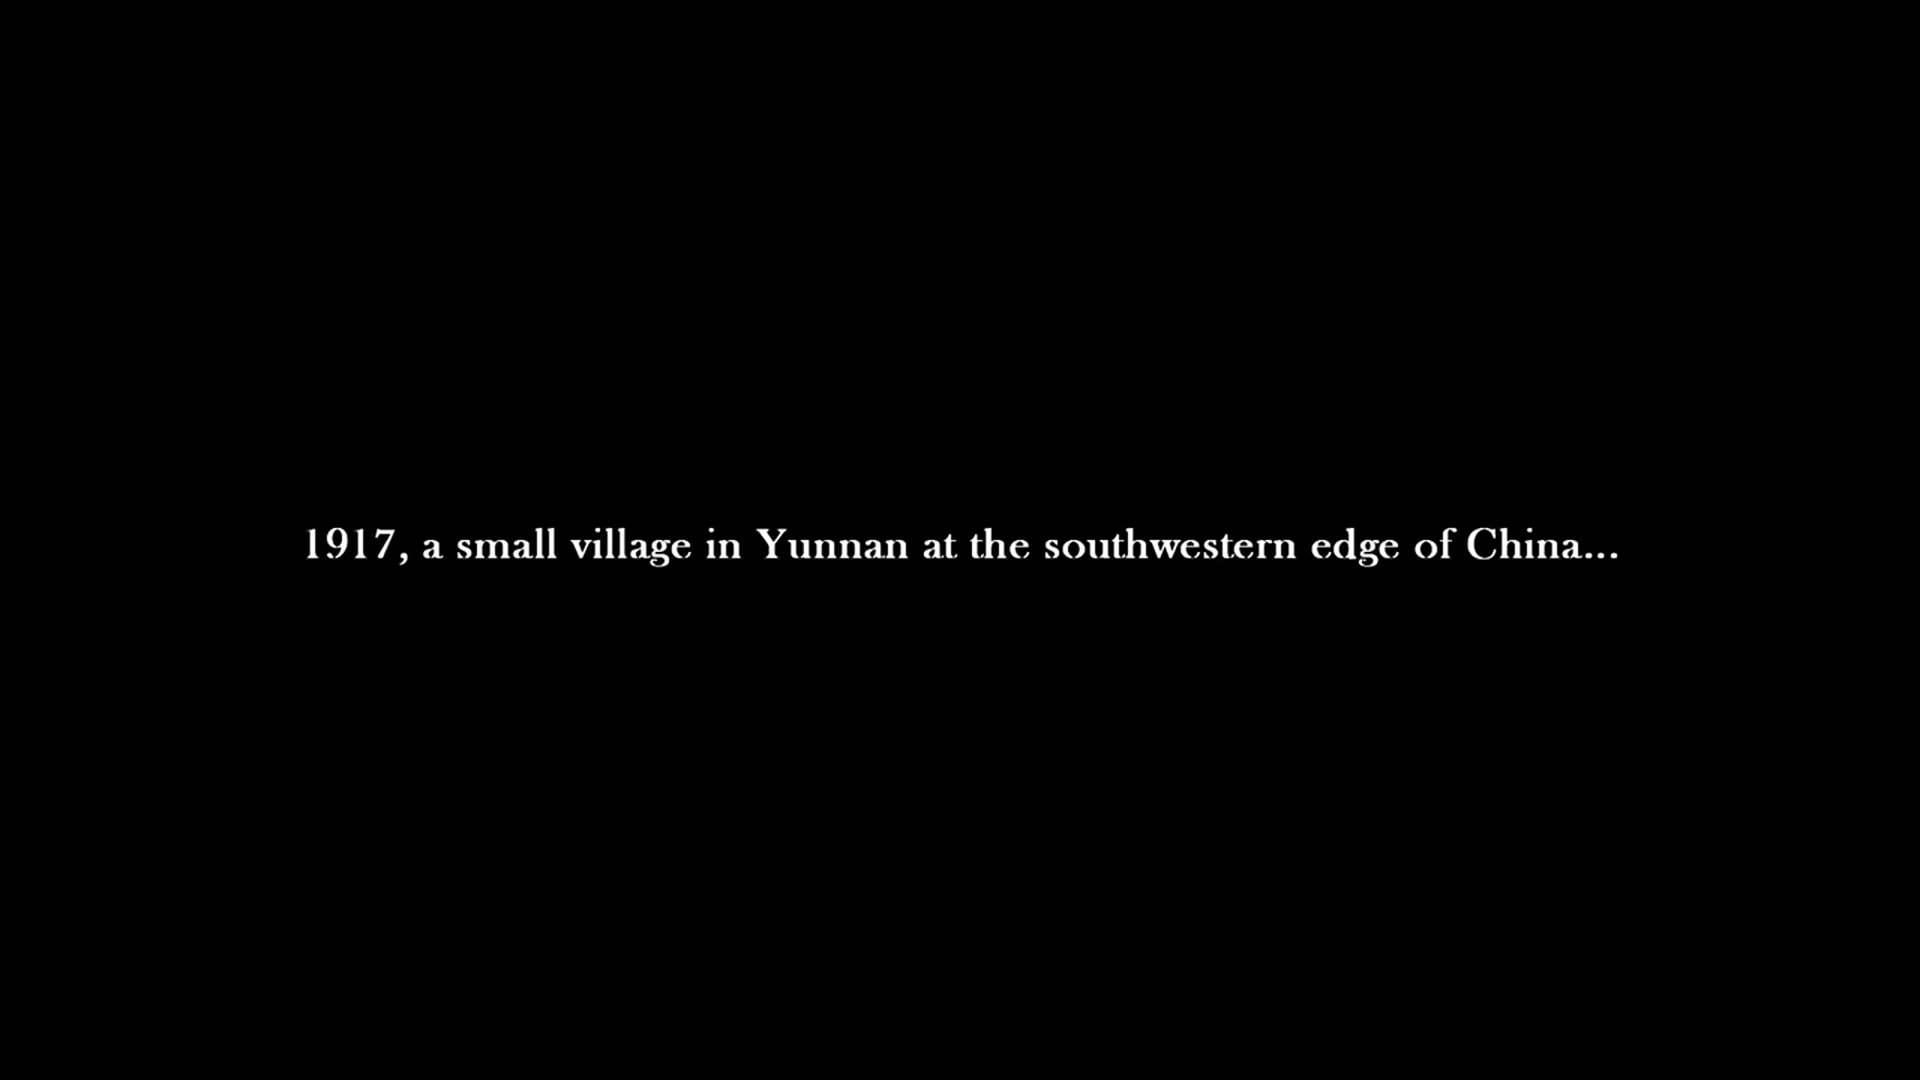 1917, a small village in Yunnan at the southwestern edge of China...